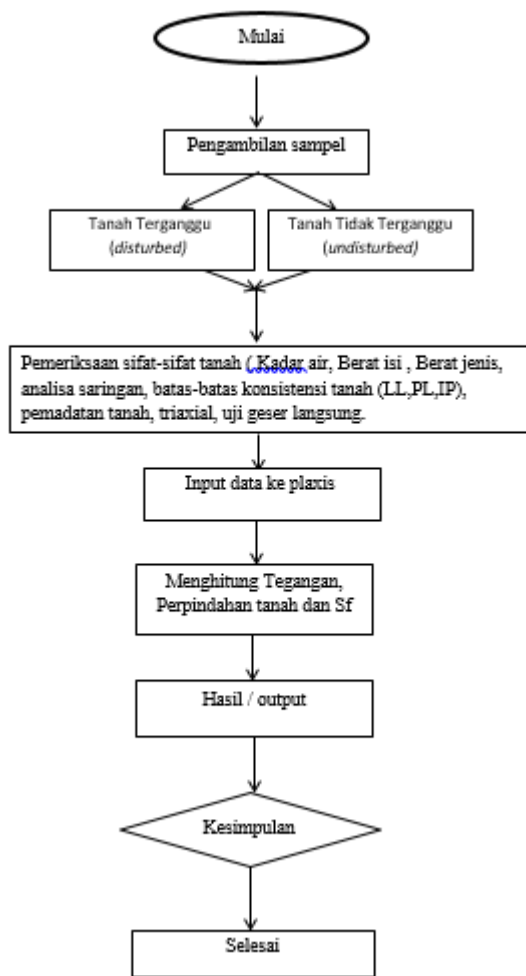 Mulai
Pengambilan sampel
Tanah Terganggu
(disturbed)
Tanah Tidak Terganggu
(undisturbed)
Pemeriksaan sifat-sifat tanah ( Kadar air, Berat isi , Berat jenis,
analisa saringan, batas-batas konsistensi tanah (LL,PL,IP),
pemadatan tanah, triaxial, uji geser langsung.
Input data ke plaxis
Menghitung Tegangan,
Perpindahan tanah dan Sf
Hasil / output
Kesimpulan
Selesai